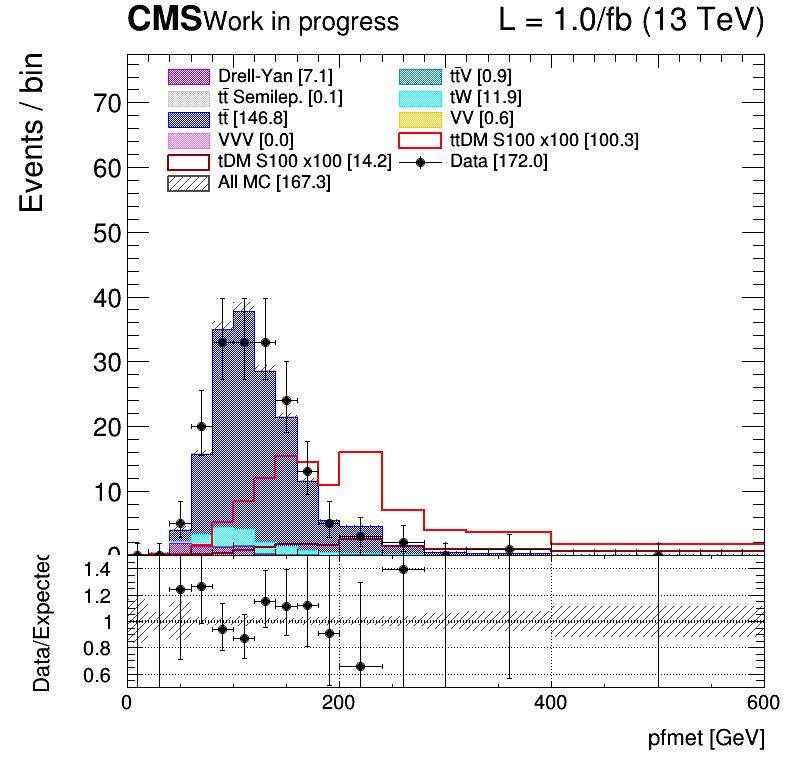 CMS Work in progress L = 1.0/fb (13 TeV)
Drell-Yan [7.1] tt̄V [0.9]
tt̄ Semilep. [0.1] tW [11.9]
tt̄ [146.8] VV [0.6]
VVV [0.0] ttDM S100 x100 [100.3]
tDM S100 x100 [14.2] Data [172.0]
All MC [167.3]
Events / bin
70
60
50
40
30
20
10
0
Data/Expected
1.4
1.2
1
0.8
0.6
0 200 400 600
pfmet [GeV]